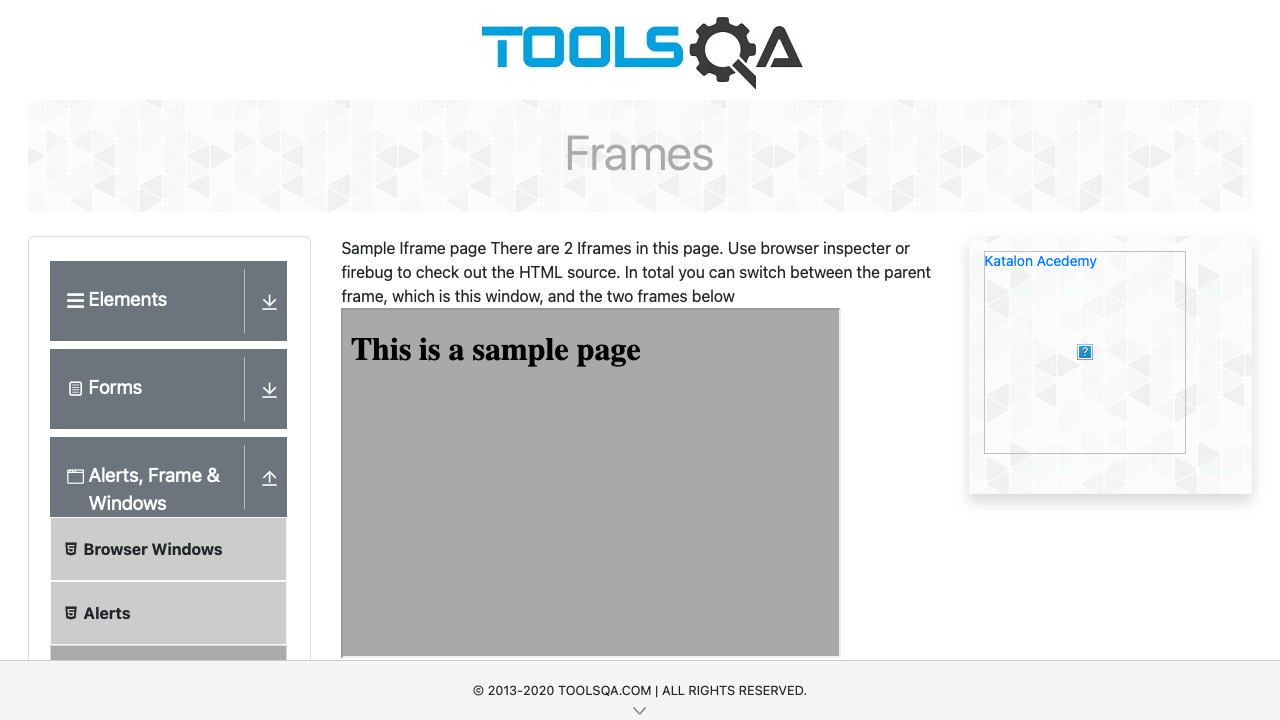 TOOLSQA
Frames
Elements
Forms
Alerts, Frame &
Windows
Browser Windows
Alerts
Sample Iframe page There are 2 Iframes in this page. Use browser inspecter or
firebug to check out the HTML source. In total you can switch between the parent
frame, which is this window, and the two frames below
This is a sample page
Katalon Acedemy
© 2013-2020 TOOLSQA.COM | ALL RIGHTS RESERVED.